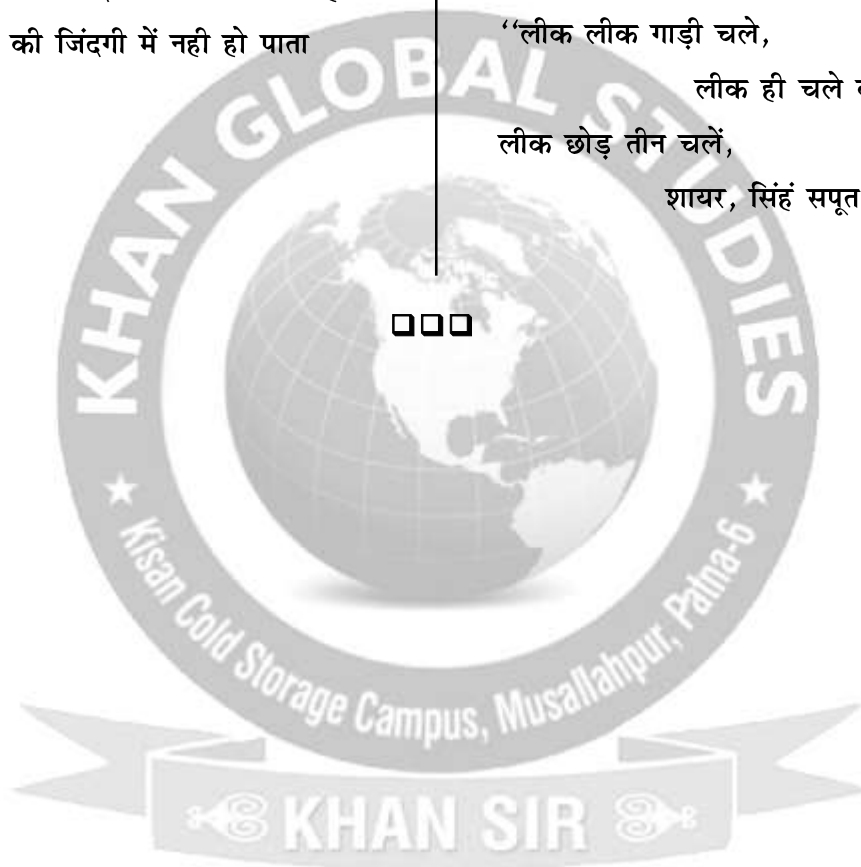 की जिंदगी में नही हो पाता
‘‘लीक लीक गाड़ी चले,
लीक ही चले
लीक छोड़ तीन चलें,
शायर, सिंहं सपूत
❑❑❑
KHAN GLOBAL STUDIES
★ Kisan Cold Storage Campus, Musallahpur, Patna-6 ★
KHAN SIR